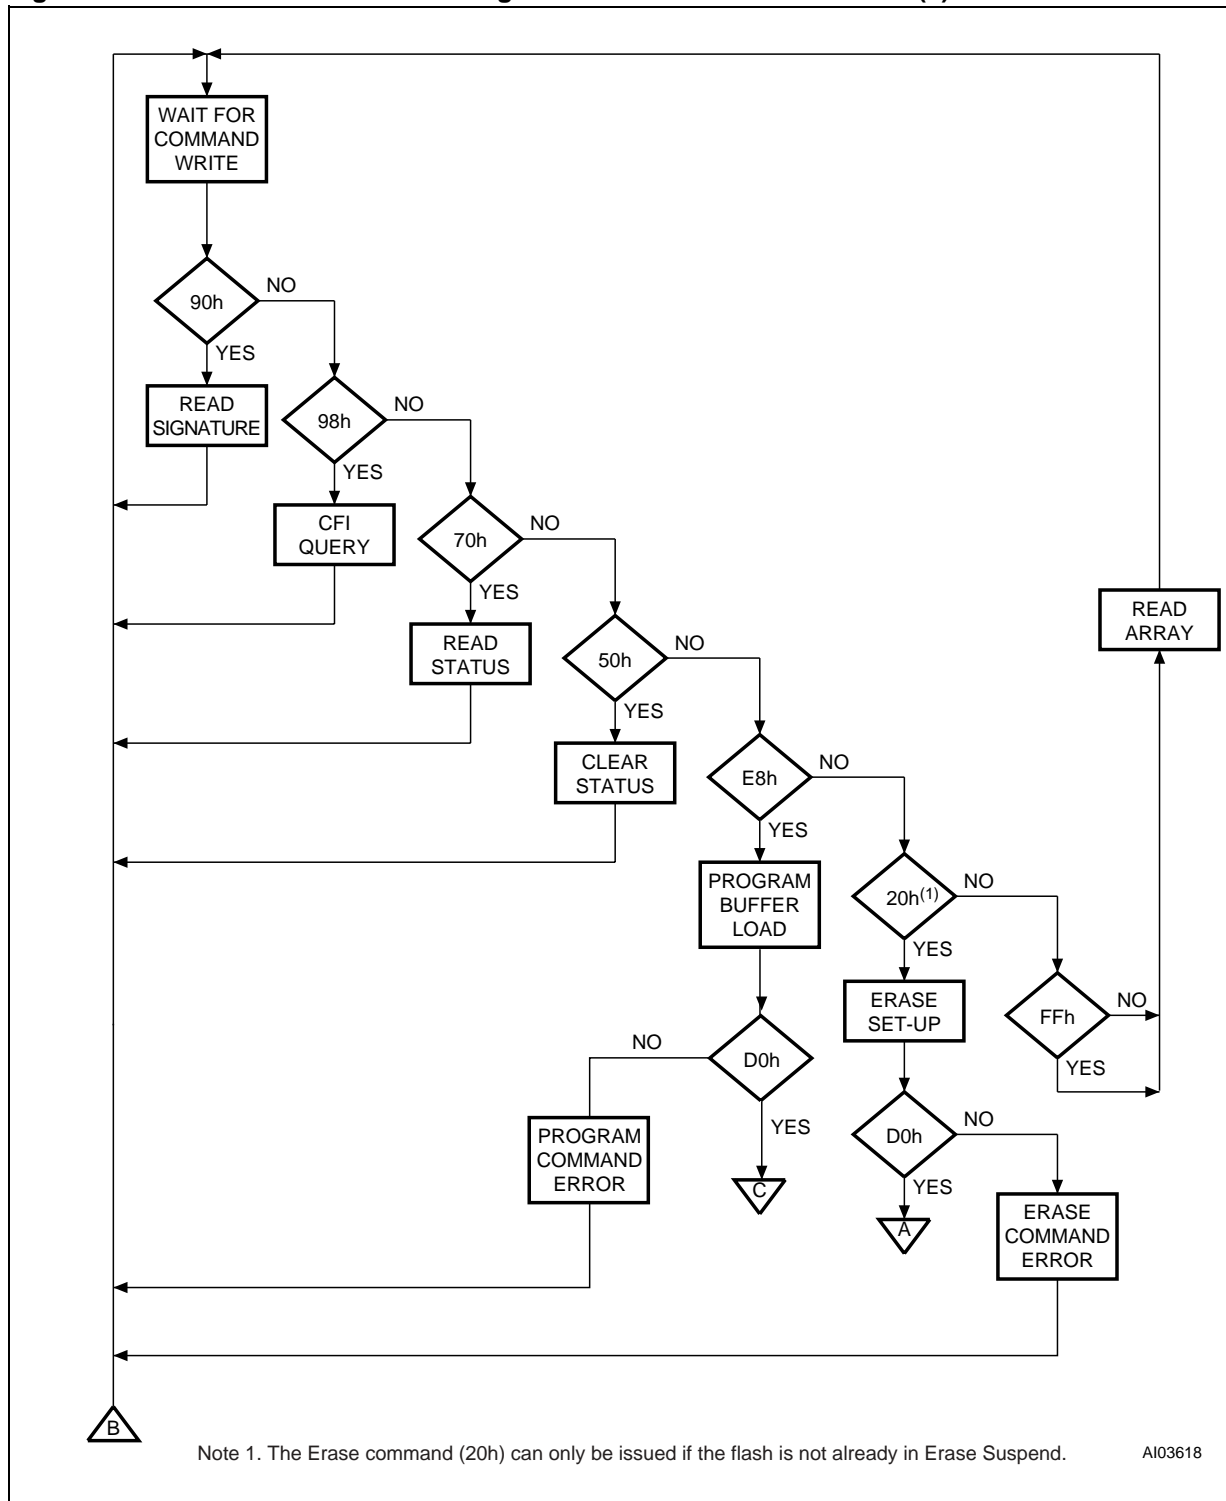 WAIT FOR
COMMAND
WRITE
90h
NO
YES
READ
SIGNATURE
98h
NO
YES
CFI
QUERY
70h
NO
YES
READ
STATUS
50h
NO
YES
CLEAR
STATUS
READ
ARRAY
E8h
NO
YES
PROGRAM
BUFFER
LOAD
20h(1)
NO
YES
ERASE
SET-UP
FFh
NO
YES
D0h
NO
YES
PROGRAM
COMMAND
ERROR
C
D0h
NO
YES
A
ERASE
COMMAND
ERROR
B
Note 1. The Erase command (20h) can only be issued if the flash is not already in Erase Suspend.
AI03618